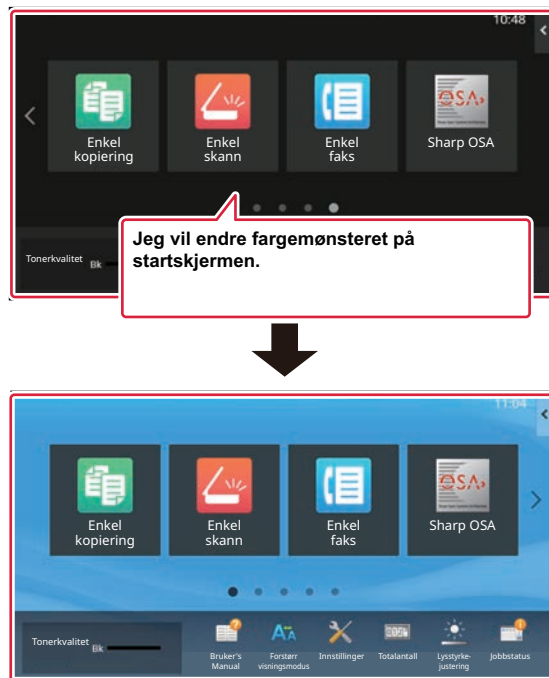 10:48
Enkel
kopiering
Enkel
skann
Enkel
faks
Sharp OSA
Jeg vil endre fargemønsteret på
startskjermen.
Tonerkvalitet
Bk
11:04
Enkel
kopiering
Enkel
skann
Enkel
faks
Sharp OSA
Tonerkvalitet
Bk
Bruker's
Manual
Forstørr
visningsmodus
Innstillinger
Totalantall
Lysstyrke-
justering
Jobbstatus